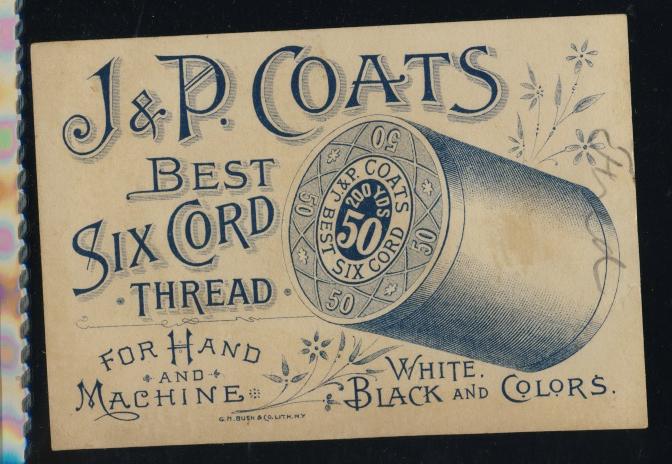 J. & P. COATS
BEST
SIX CORD
THREAD
50
50
50
50
50
J. & P. COATS
200 YDS
50
BEST SIX CORD
FOR HAND
AND
MACHINE
WHITE.
BLACK AND COLORS.
G.H. BUEK & CO. LITH. N.Y